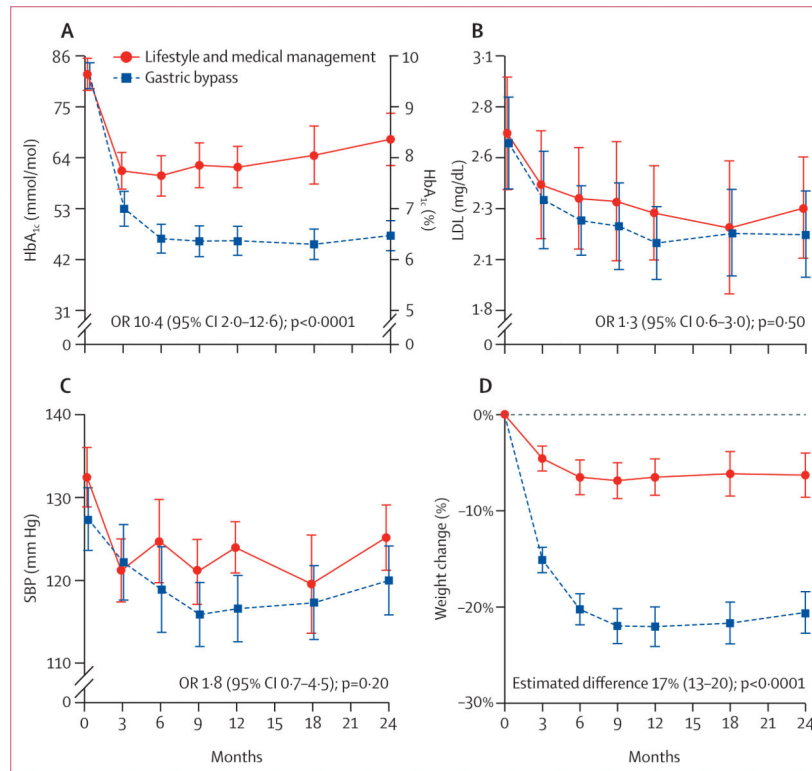 A
Lifestyle and medical management
Gastric bypass
HbA1c (mmol/mol)
86
75
64
53
42
31
0
HbA1c (%)
10
9
8
7
6
5
0
OR 10·4 (95% CI 2·0–12·6); p<0·0001
B
LDL (mg/dL)
3·1
2·8
2·6
2·3
2·1
1·8
0
OR 1·3 (95% CI 0·6–3·0); p=0·50
C
SBP (mm Hg)
140
130
120
110
0
OR 1·8 (95% CI 0·7–4·5); p=0·20
0 3 6 9 12 18 24
Months
D
Weight change (%)
0%
–10%
–20%
–30%
Estimated difference 17% (13–20); p<0·0001
0 3 6 9 12 18 24
Months